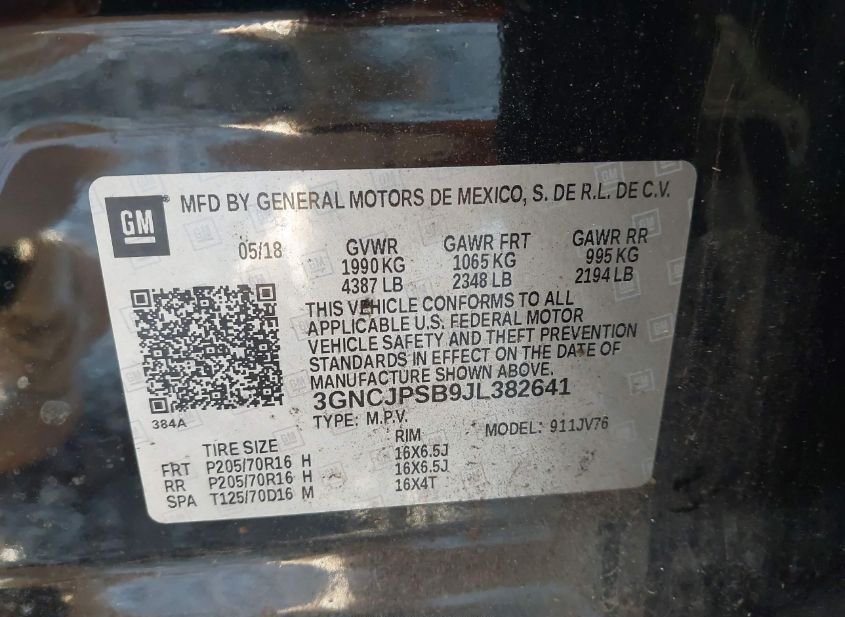 GM ® MFD BY GENERAL MOTORS DE MEXICO, S. DE R.L. DE C.V.
05/18 GVWR GAWR FRT GAWR RR
1990 KG 1065 KG 995 KG
4387 LB 2348 LB 2194 LB
THIS VEHICLE CONFORMS TO ALL
APPLICABLE U.S. FEDERAL MOTOR
VEHICLE SAFETY AND THEFT PREVENTION
STANDARDS IN EFFECT ON THE DATE OF
MANUFACTURE SHOWN ABOVE.
384A
3GNCJPSB9JL382641
TYPE: M.P.V. MODEL: 911JV76
TIRE SIZE RIM
FRT P205/70R16 H 16X6.5J
RR P205/70R16 H 16X6.5J
SPA T125/70D16 M 16X4T